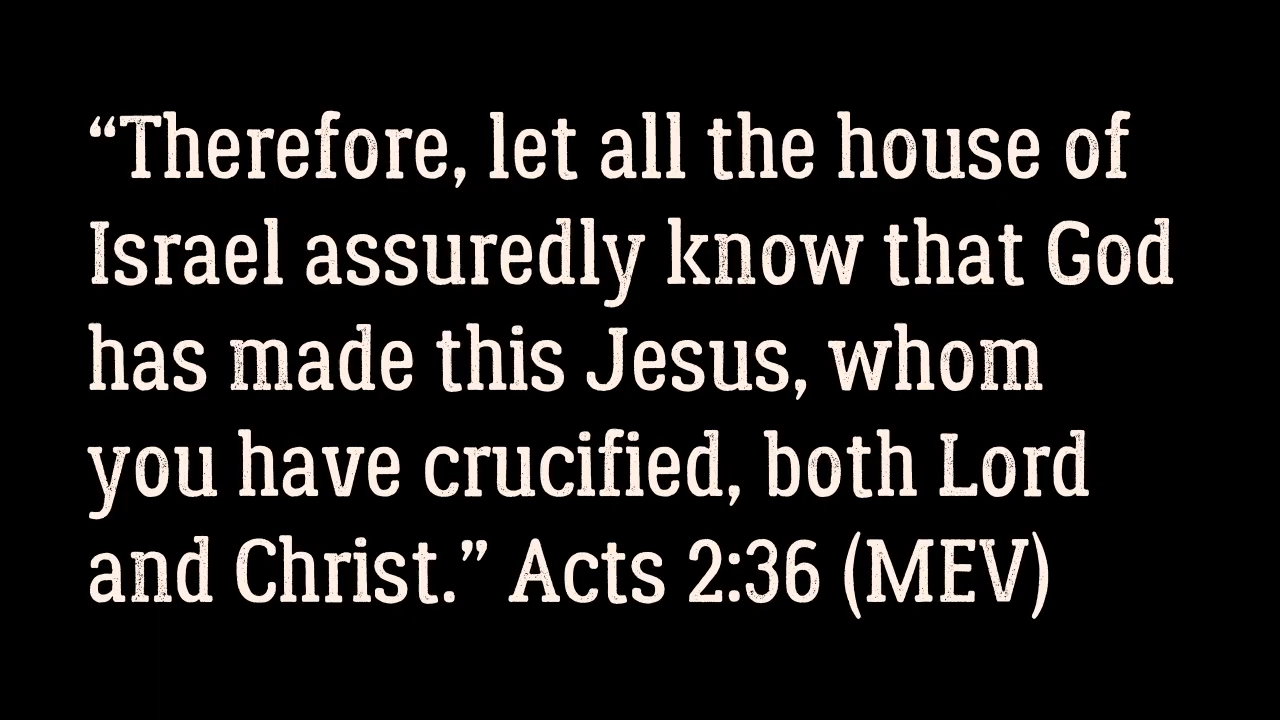 “Therefore, let all the house of
Israel assuredly know that God
has made this Jesus, whom
you have crucified, both Lord
and Christ.” Acts 2:36 (MEV)